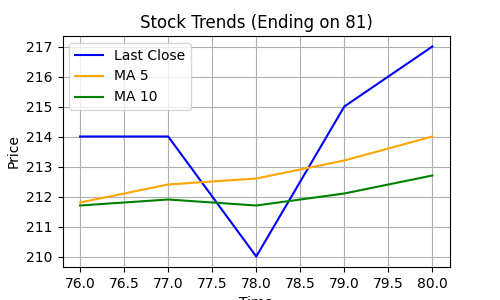 Stock Trends (Ending on 81)
Last Close
MA 5
MA 10
Price
217
216
215
214
213
212
211
210
76.0 76.5 77.0 77.5 78.0 78.5 79.0 79.5 80.0
Time